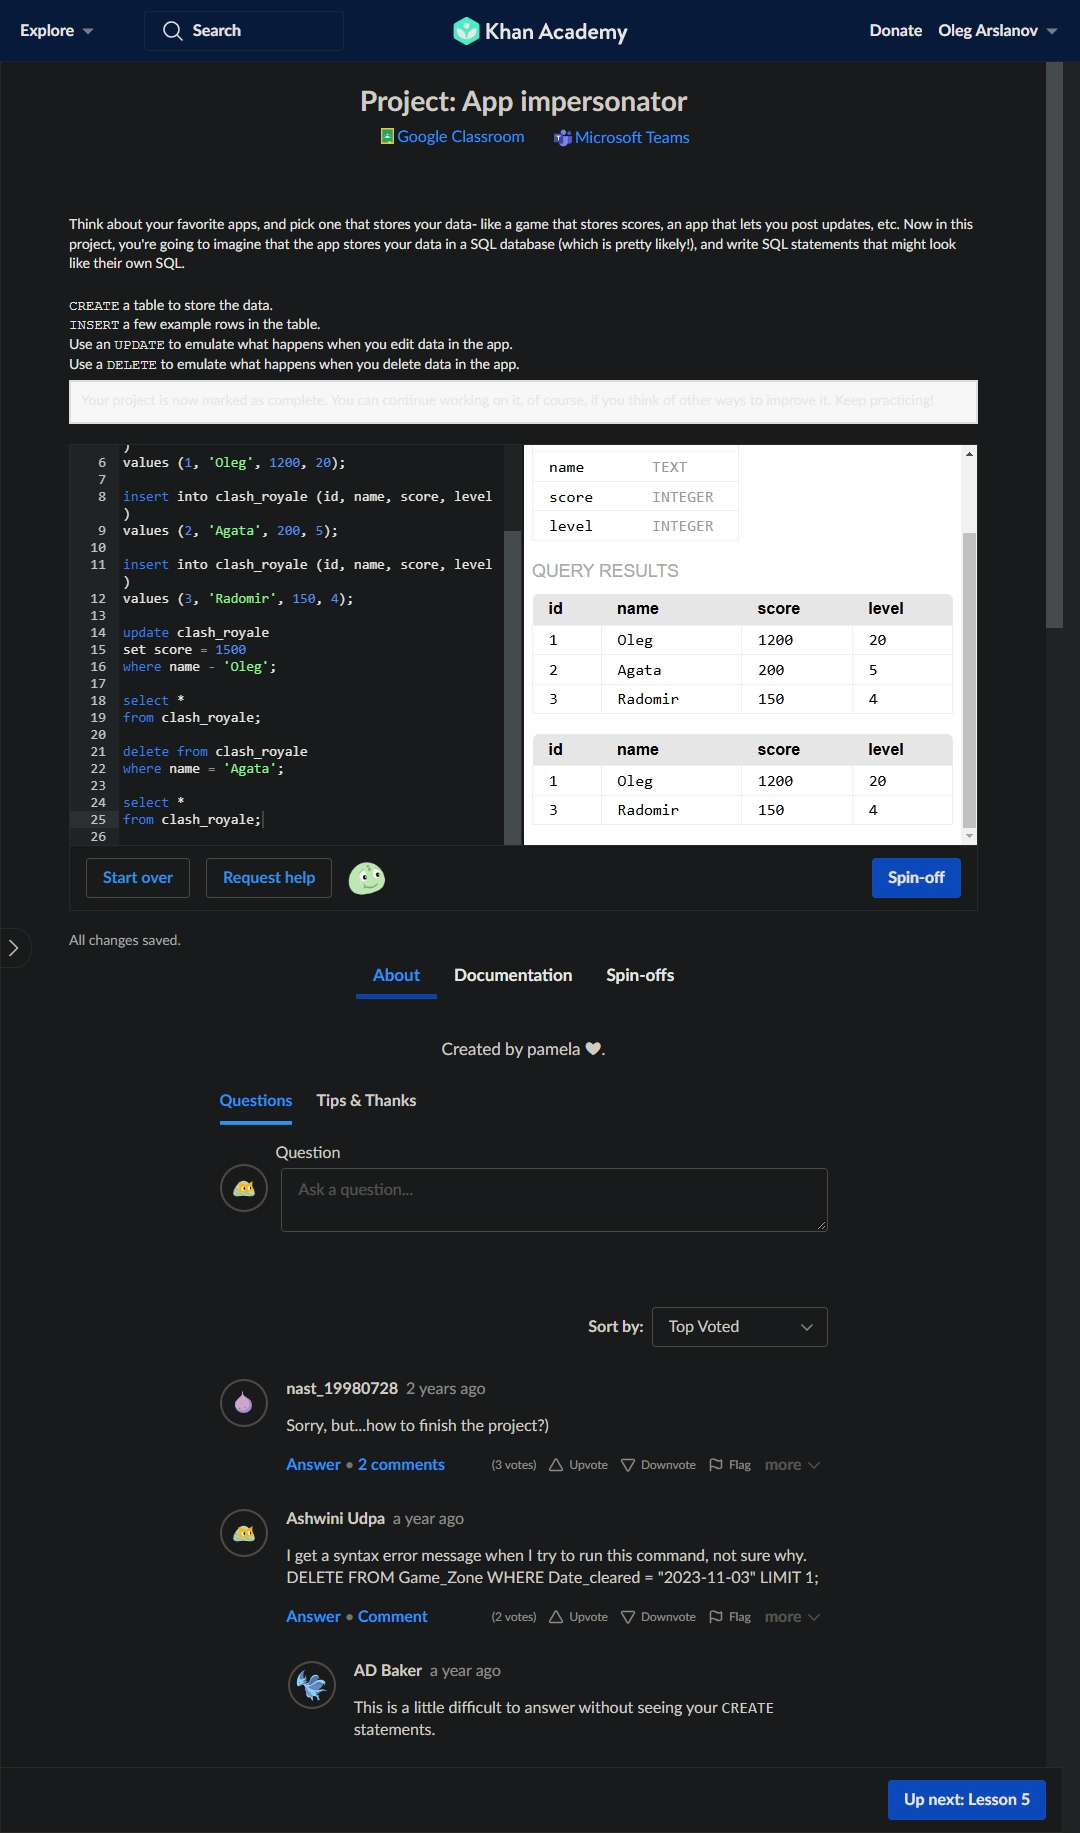 Explore
Search
Khan Academy
Donate
Oleg Arslanov
Project: App impersonator
Google Classroom
Microsoft Teams
Think about your favorite apps, and pick one that stores your data- like a game that stores scores, an app that lets you post updates, etc. Now in this
project, you're going to imagine that the app stores your data in a SQL database (which is pretty likely!), and write SQL statements that might look
like their own SQL.
CREATE a table to store the data.
INSERT a few example rows in the table.
Use an UPDATE to emulate what happens when you edit data in the app.
Use a DELETE to emulate what happens when you delete data in the app.
Your project is now marked as complete. You can continue working on it, of course, if you think of other ways to improve it. Keep practicing!
)
6 values (1, 'Oleg', 1200, 20);
7
8 insert into clash_royale (id, name, score, level
)
9 values (2, 'Agata', 200, 5);
10
11 insert into clash_royale (id, name, score, level
)
12 values (3, 'Radomir', 150, 4);
13
14 update clash_royale
15 set score = 1500
16 where name - 'Oleg';
17
18 select *
19 from clash_royale;
20
21 delete from clash_royale
22 where name = 'Agata';
23
24 select *
25 from clash_royale;
26
name TEXT
score INTEGER
level INTEGER
QUERY RESULTS
id name score level
1 Oleg 1200 20
2 Agata 200 5
3 Radomir 150 4
id name score level
1 Oleg 1200 20
3 Radomir 150 4
Start over
Request help
Spin-off
All changes saved.
About
Documentation
Spin-offs
Created by pamela ♥.
Questions
Tips & Thanks
Question
Ask a question...
Sort by:
Top Voted
nast_19980728 2 years ago
Sorry, but...how to finish the project?)
Answer • 2 comments (3 votes) Upvote Downvote Flag more
Ashwini Udpa a year ago
I get a syntax error message when I try to run this command, not sure why.
DELETE FROM Game_Zone WHERE Date_cleared = "2023-11-03" LIMIT 1;
Answer • Comment (2 votes) Upvote Downvote Flag more
AD Baker a year ago
This is a little difficult to answer without seeing your CREATE
statements.
Up next: Lesson 5